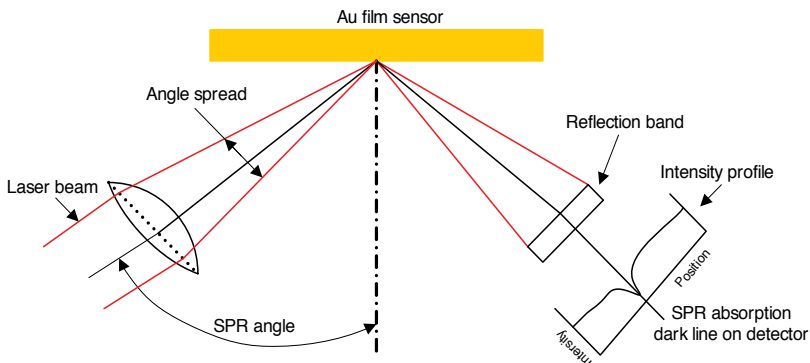 Au film sensor
Angle spread
Reflection band
Laser beam
Intensity profile
Position
SPR angle
SPR absorption
dark line on detector
Intensity